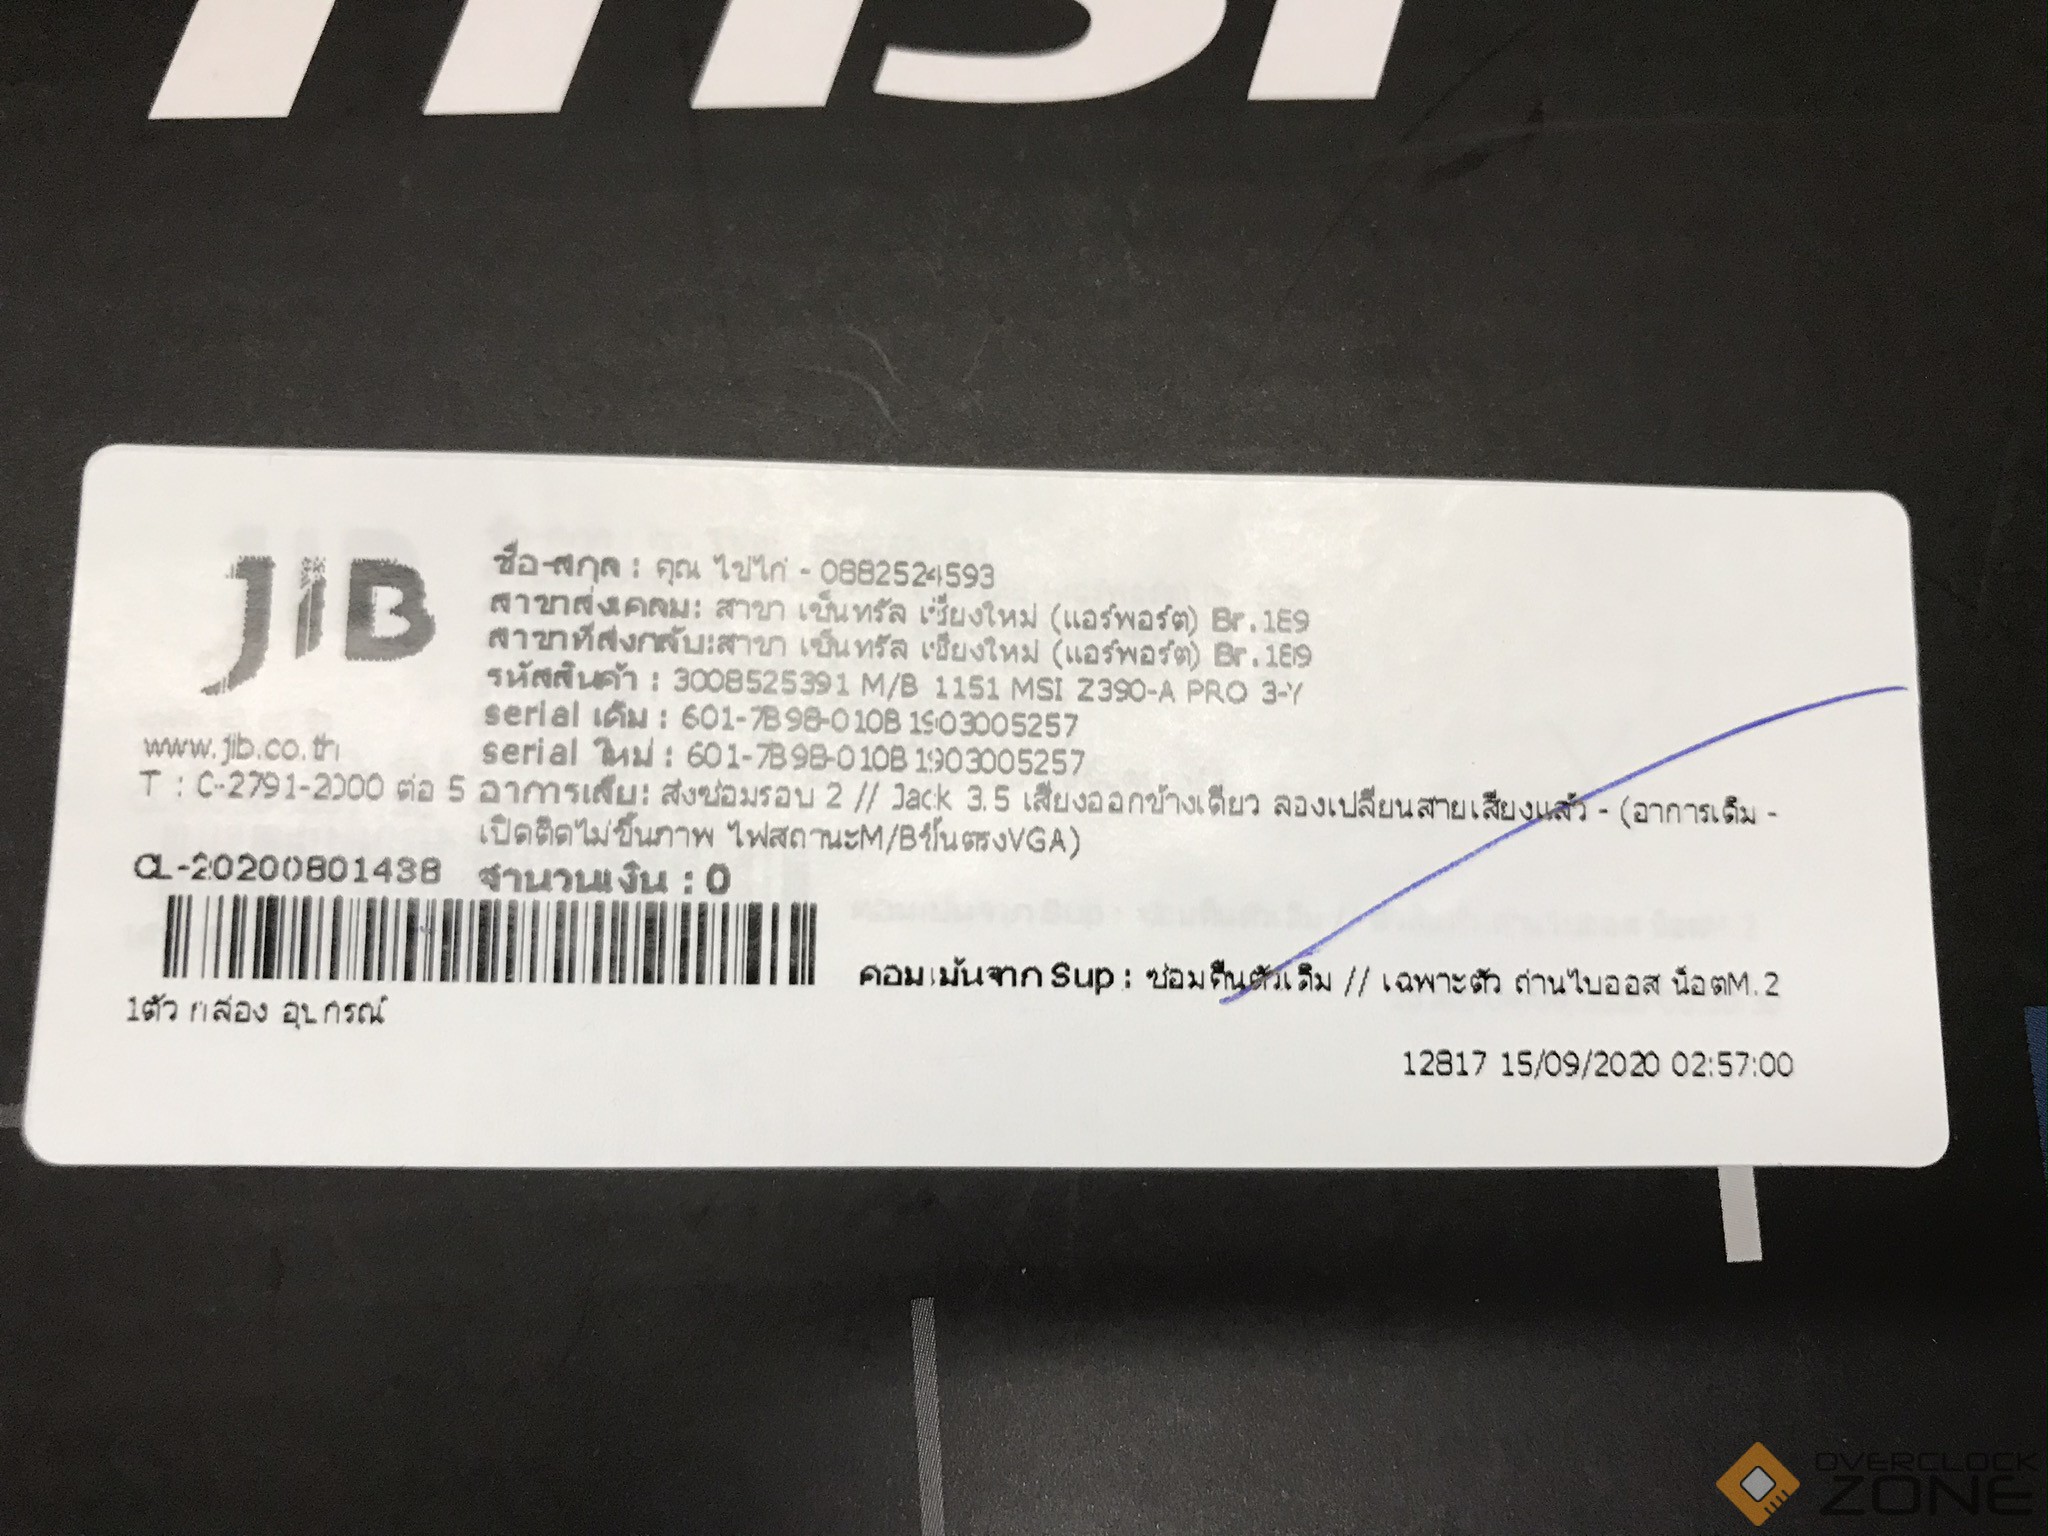 msi
JIB
ชื่อ-สกุล : คุณ ไข่ไก่ - 0882524593
สาขาส่งเคลม: สาขา เซ็นทรัล เชียงใหม่ (แอร์พอร์ต) Br.189
สาขาที่ส่งกลับ:สาขา เซ็นทรัล เชียงใหม่ (แอร์พอร์ต) Br.189
รหัสสินค้า : 3008525391 M/B 1151 MSI Z390-A PRO 3-Y
serial เดิม : 601-7B98-010B1903005257
www.jib.co.th
serial ใหม่ : 601-7B98-010B1903005257
T : 0-2791-2000 ต่อ 5
อาการเสีย: ส่งซ่อมรอบ 2 // Jack 3.5 เสียงออกข้างเดียว ลองเปลี่ยนสายเสียงแล้ว - (อาการเดิม -
เปิดติดไม่ขึ้นภาพ ไฟสถานะM/Bขึ้นตรงVGA)
CL-20200801438
จำนวนเงิน : 0
คอมเม้นจาก Sup : ซ่อมคืนตัวเดิม // เฉพาะตัว ถ่านไบออส น็อตM.2
1ตัว กล่อง อุปกรณ์
12817 15/09/2020 02:57:00
OVERCLOCK
ZONE